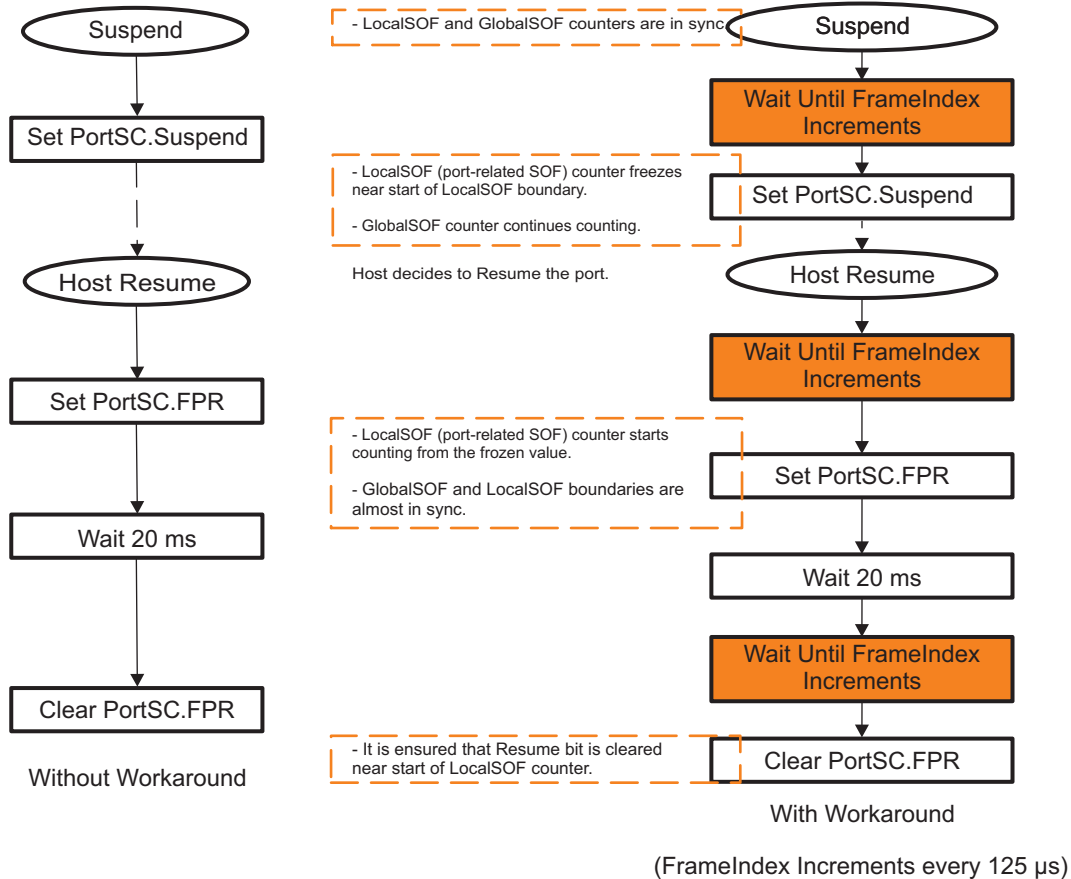 Suspend
Set PortSC.Suspend
Host Resume
Set PortSC.FPR
Wait 20 ms
Clear PortSC.FPR
Without Workaround
- LocalSOF and GlobalSOF counters are in sync.
Suspend
Wait Until FrameIndex
Increments
- LocalSOF (port-related SOF) counter freezes
near start of LocalSOF boundary.
- GlobalSOF counter continues counting.
Set PortSC.Suspend
Host decides to Resume the port.
Host Resume
Wait Until FrameIndex
Increments
- LocalSOF (port-related SOF) counter starts
counting from the frozen value.
- GlobalSOF and LocalSOF boundaries are
almost in sync.
Set PortSC.FPR
Wait 20 ms
Wait Until FrameIndex
Increments
- It is ensured that Resume bit is cleared
near start of LocalSOF counter.
Clear PortSC.FPR
With Workaround
(FrameIndex Increments every 125 µs)